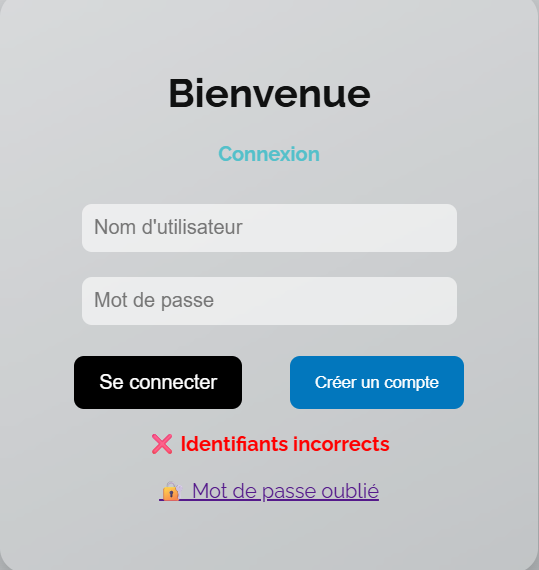 Bienvenue
Connexion
Nom d'utilisateur
Mot de passe
Se connecter
Créer un compte
❌ Identifiants incorrects
🔓 Mot de passe oublié